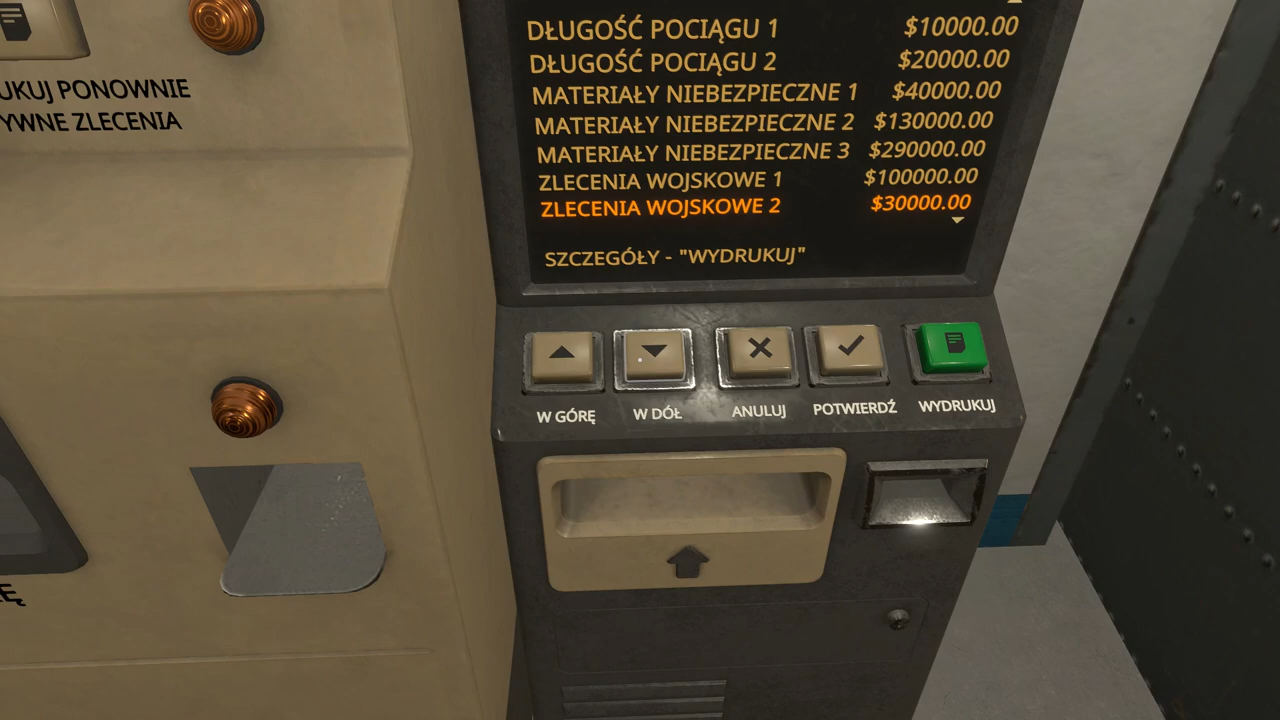 DŁUGOŚĆ POCIĄGU 1 $10000.00
DŁUGOŚĆ POCIĄGU 2 $20000.00
MATERIAŁY NIEBEZPIECZNE 1 $40000.00
MATERIAŁY NIEBEZPIECZNE 2 $130000.00
MATERIAŁY NIEBEZPIECZNE 3 $290000.00
ZLECENIA WOJSKOWE 1 $100000.00
ZLECENIA WOJSKOWE 2 $30000.00
SZCZEGÓŁY - "WYDRUKUJ"
W GÓRĘ W DÓŁ ANULUJ POTWIERDŹ WYDRUKUJ
UKUJ PONOWNIE
YWNE ZLECENIA
Ę